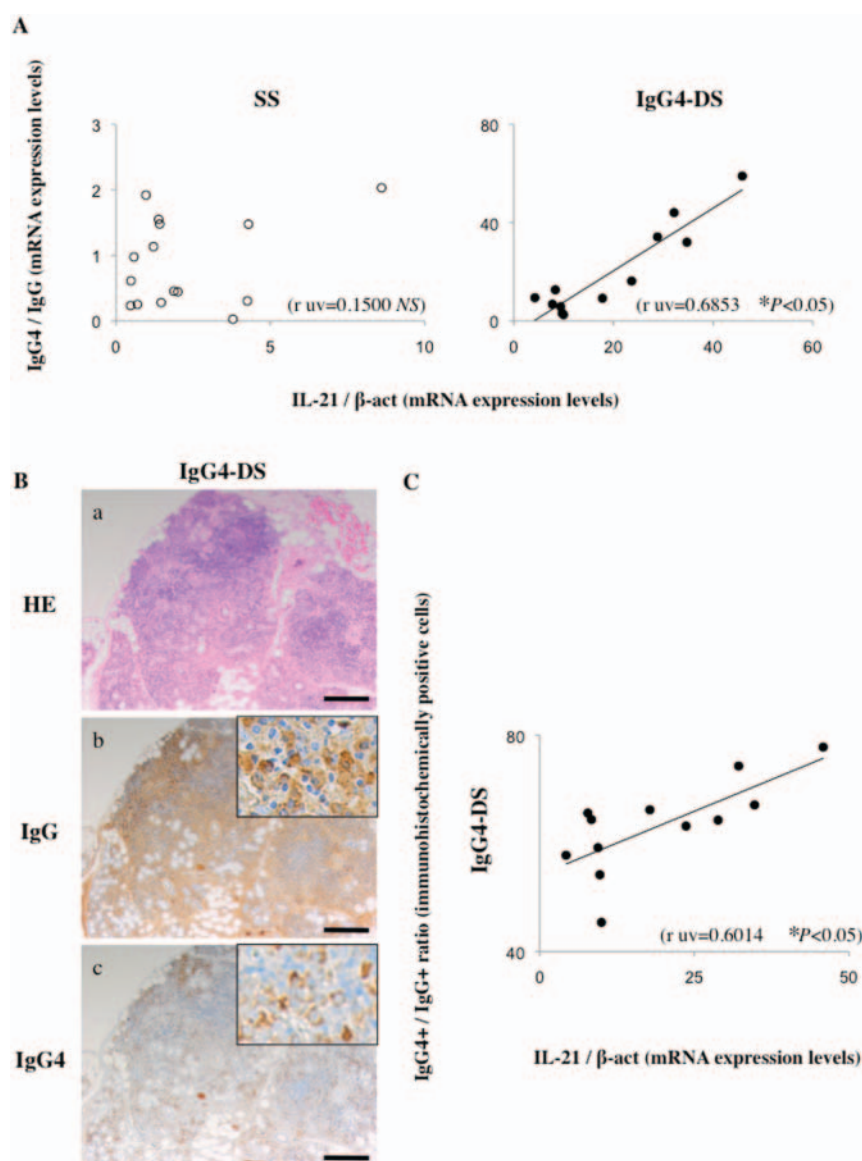 A
SS
IgG4-DS
IgG4 / IgG (mRNA expression levels)
3
2
1
0
0
5
10
(r uv=0.1500 NS)
80
40
0
0
20
40
60
(r uv=0.6853 *P<0.05)
IL-21 / β-act (mRNA expression levels)
B
IgG4-DS
HE
a
IgG
b
IgG4
c
C
IgG4+ / IgG+ ratio (immunohistochemically positive cells)
IgG4-DS
80
40
0
25
50
(r uv=0.6014 *P<0.05)
IL-21 / β-act (mRNA expression levels)